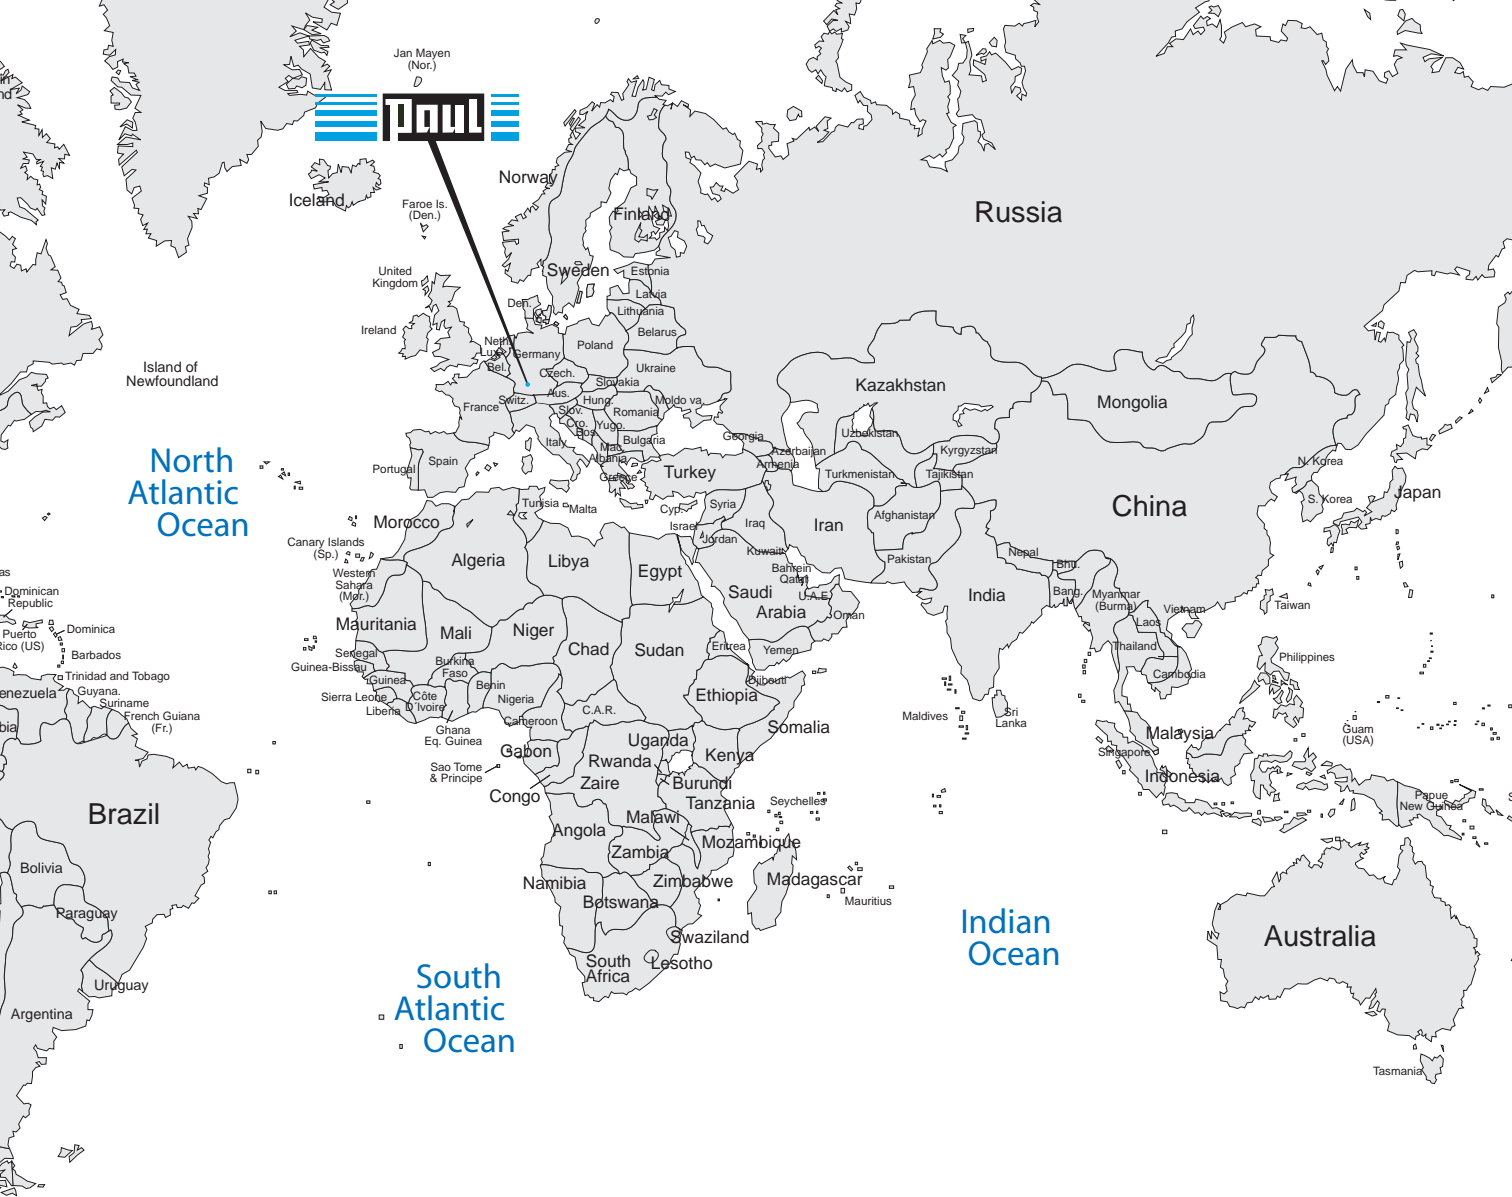 Jan Mayen
(Nor.)
Paul
Iceland
Faroe Is.
(Den.)
Norway
Finland
Sweden
Russia
United
Kingdom
Ireland
Den.
Estonia
Latvia
Lithuania
Belarus
Neth.
Lux.
Bel.
Germany
Poland
Czech.
Ukraine
Slovakia
Aus.
Switz.
France
Hung.
Moldo va.
Slov.
Romania
Cro.
Yugo.
Bos.
Italy
Bulgaria
Mac.
Albania
Greece
Portugal
Spain
Island of
Newfoundland
Kazakhstan
Mongolia
Georgia
Uzbekistan
Azerbaijan
Armenia
Kyrgyzstan
Turkmenistan
Tajikistan
Turkey
China
N. Korea
S. Korea
Japan
North
Atlantic
Ocean
Tunisia
Malta
Cyp.
Syria
Israel
Iraq
Jordan
Iran
Afghanistan
Kuwait
Pakistan
Nepal
Bhu.
Morocco
Canary Islands
(Sp.)
Algeria
Libya
Egypt
Western
Sahara
(Mor.)
Bahrein
Qatar
Saudi
Arabia
U.A.E.
Oman
India
Bang.
Myanmar
(Burma)
Vietnam
Laos
Taiwan
as
Dominican
Republic
Puerto
Rico (US)
Dominica
Barbados
Trinidad and Tobago
enezuela
Guyana.
Suriname
French Guiana
(Fr.)
bia
Mauritania
Mali
Niger
Chad
Sudan
Eritrea
Yemen
Thailand
Philippines
Senegal
Guinea-Bissau
Guinea
Burkina
Faso
Benin
Nigeria
Djibouti
Ethiopia
Cambodia
Sierra Leone
Liberia
Côte
D'Ivoire
Ghana
Eq. Guinea
Cameroon
C.A.R.
Somalia
Maldives
Sri
Lanka
Guam
(USA)
Malaysia
Singapore
Indonesia
Gabon
Uganda
Rwanda
Kenya
Sao Tome
& Principe
Congo
Zaire
Burundi
Tanzania
Seychelles
Papue
New Guinea
Brazil
Angola
Malawi
Mozambique
Zambia
Bolivia
Namibia
Zimbabwe
Madagascar
Mauritius
Botswana
Paraguay
Swaziland
Indian
Ocean
Australia
South
Africa
Lesotho
South
Atlantic
Ocean
Uruguay
Argentina
Tasmania